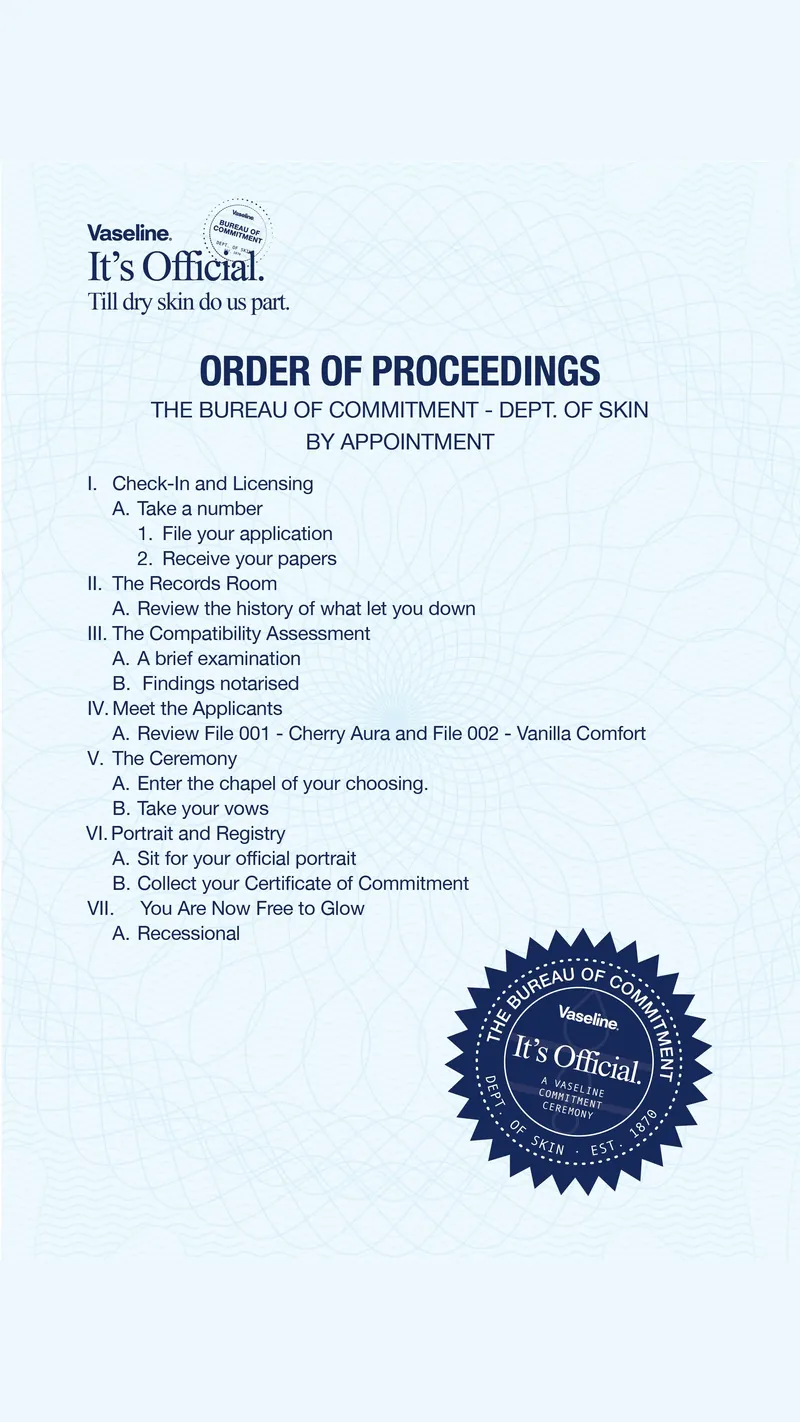 Vaseline.
Vaseline.
BUREAU OF
COMMITMENT
It's Official.
Till dry skin do us part.
ORDER OF PROCEEDINGS
THE BUREAU OF COMMITMENT - DEPT. OF SKIN
BY APPOINTMENT
I. Check-In and Licensing
A. Take a number
1. File your application
2. Receive your papers
II. The Records Room
A. Review the history of what let you down
III. The Compatibility Assessment
A. A brief examination
B. Findings notarised
IV. Meet the Applicants
A. Review File 001 - Cherry Aura and File 002 - Vanilla Comfort
V. The Ceremony
A. Enter the chapel of your choosing.
B. Take your vows
VI. Portrait and Registry
A. Sit for your official portrait
B. Collect your Certificate of Commitment
VII. You Are Now Free to Glow
A. Recessional
THE BUREAU OF COMMITMENT
Vaseline.
It's Official.
A VASELINE
COMMITMENT
CEREMONY
DEPT. OF SKIN · EST. 1870